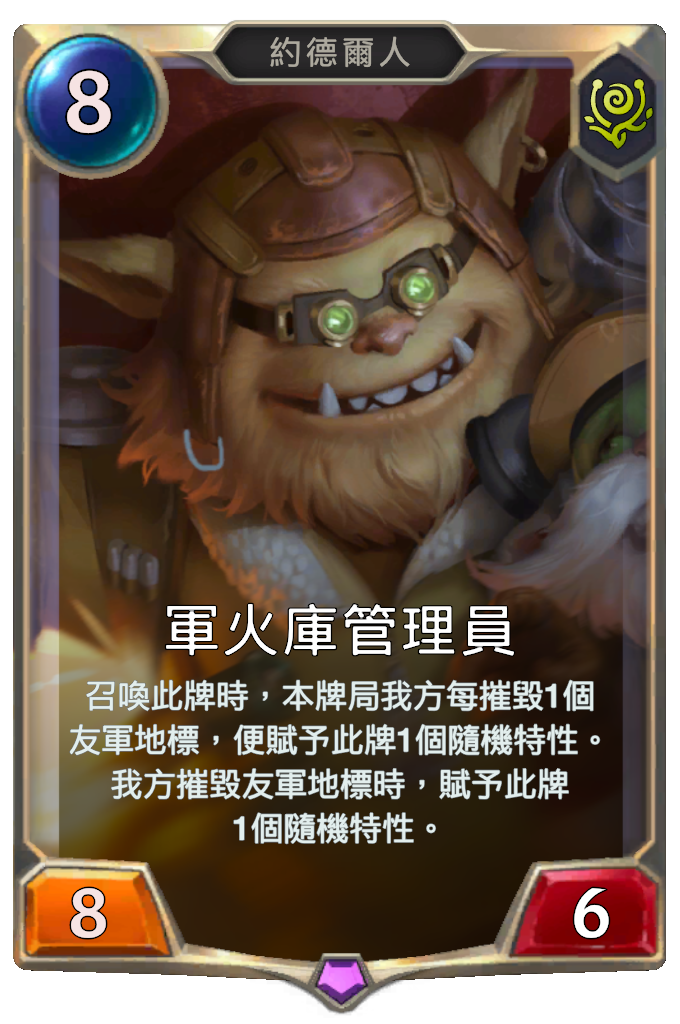 約德爾人
8
軍火庫管理員
召喚此牌時，本牌局我方每摧毀1個
友軍地標，便賦予此牌1個隨機特性。
我方摧毀友軍地標時，賦予此牌
1個隨機特性。
8
6